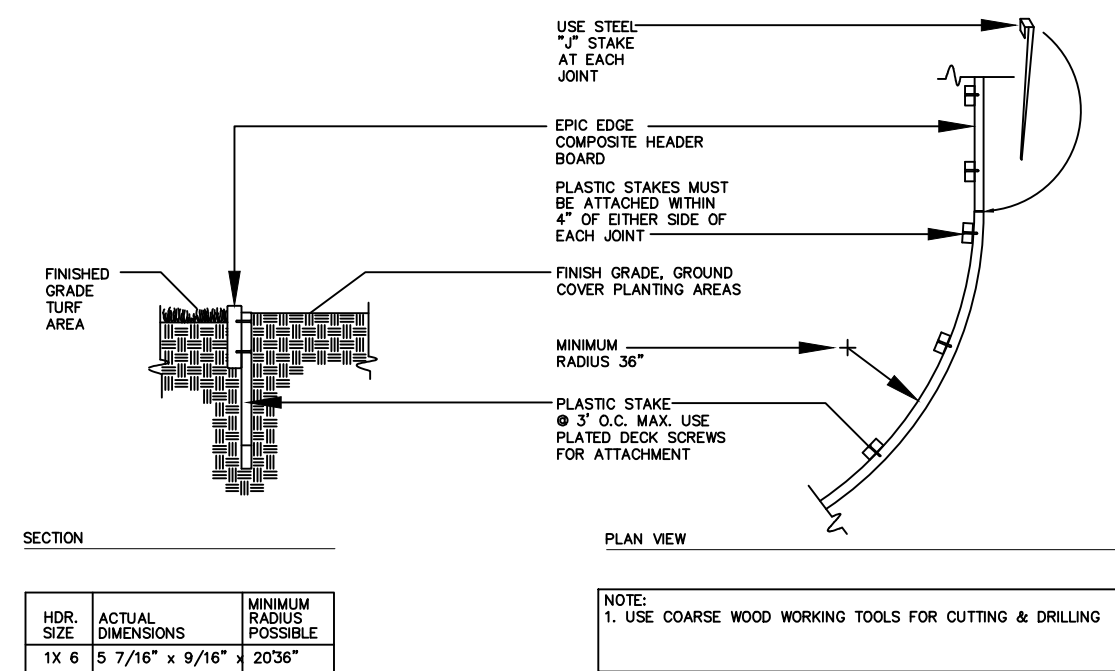 USE STEEL
"J" STAKE
AT EACH
JOINT
EPIC EDGE
COMPOSITE HEADER
BOARD
PLASTIC STAKES MUST
BE ATTACHED WITHIN
4" OF EITHER SIDE OF
EACH JOINT
FINISHED
GRADE
TURF
AREA
FINISH GRADE, GROUND
COVER PLANTING AREAS
MINIMUM
RADIUS 36"
PLASTIC STAKE
@ 3' O.C. MAX. USE
PLATED DECK SCREWS
FOR ATTACHMENT
SECTION
PLAN VIEW
HDR.
SIZE
ACTUAL
DIMENSIONS
MINIMUM
RADIUS
POSSIBLE
1X 6
5 7/16" x 9/16" x 20'
36"
NOTE:
1. USE COARSE WOOD WORKING TOOLS FOR CUTTING & DRILLING